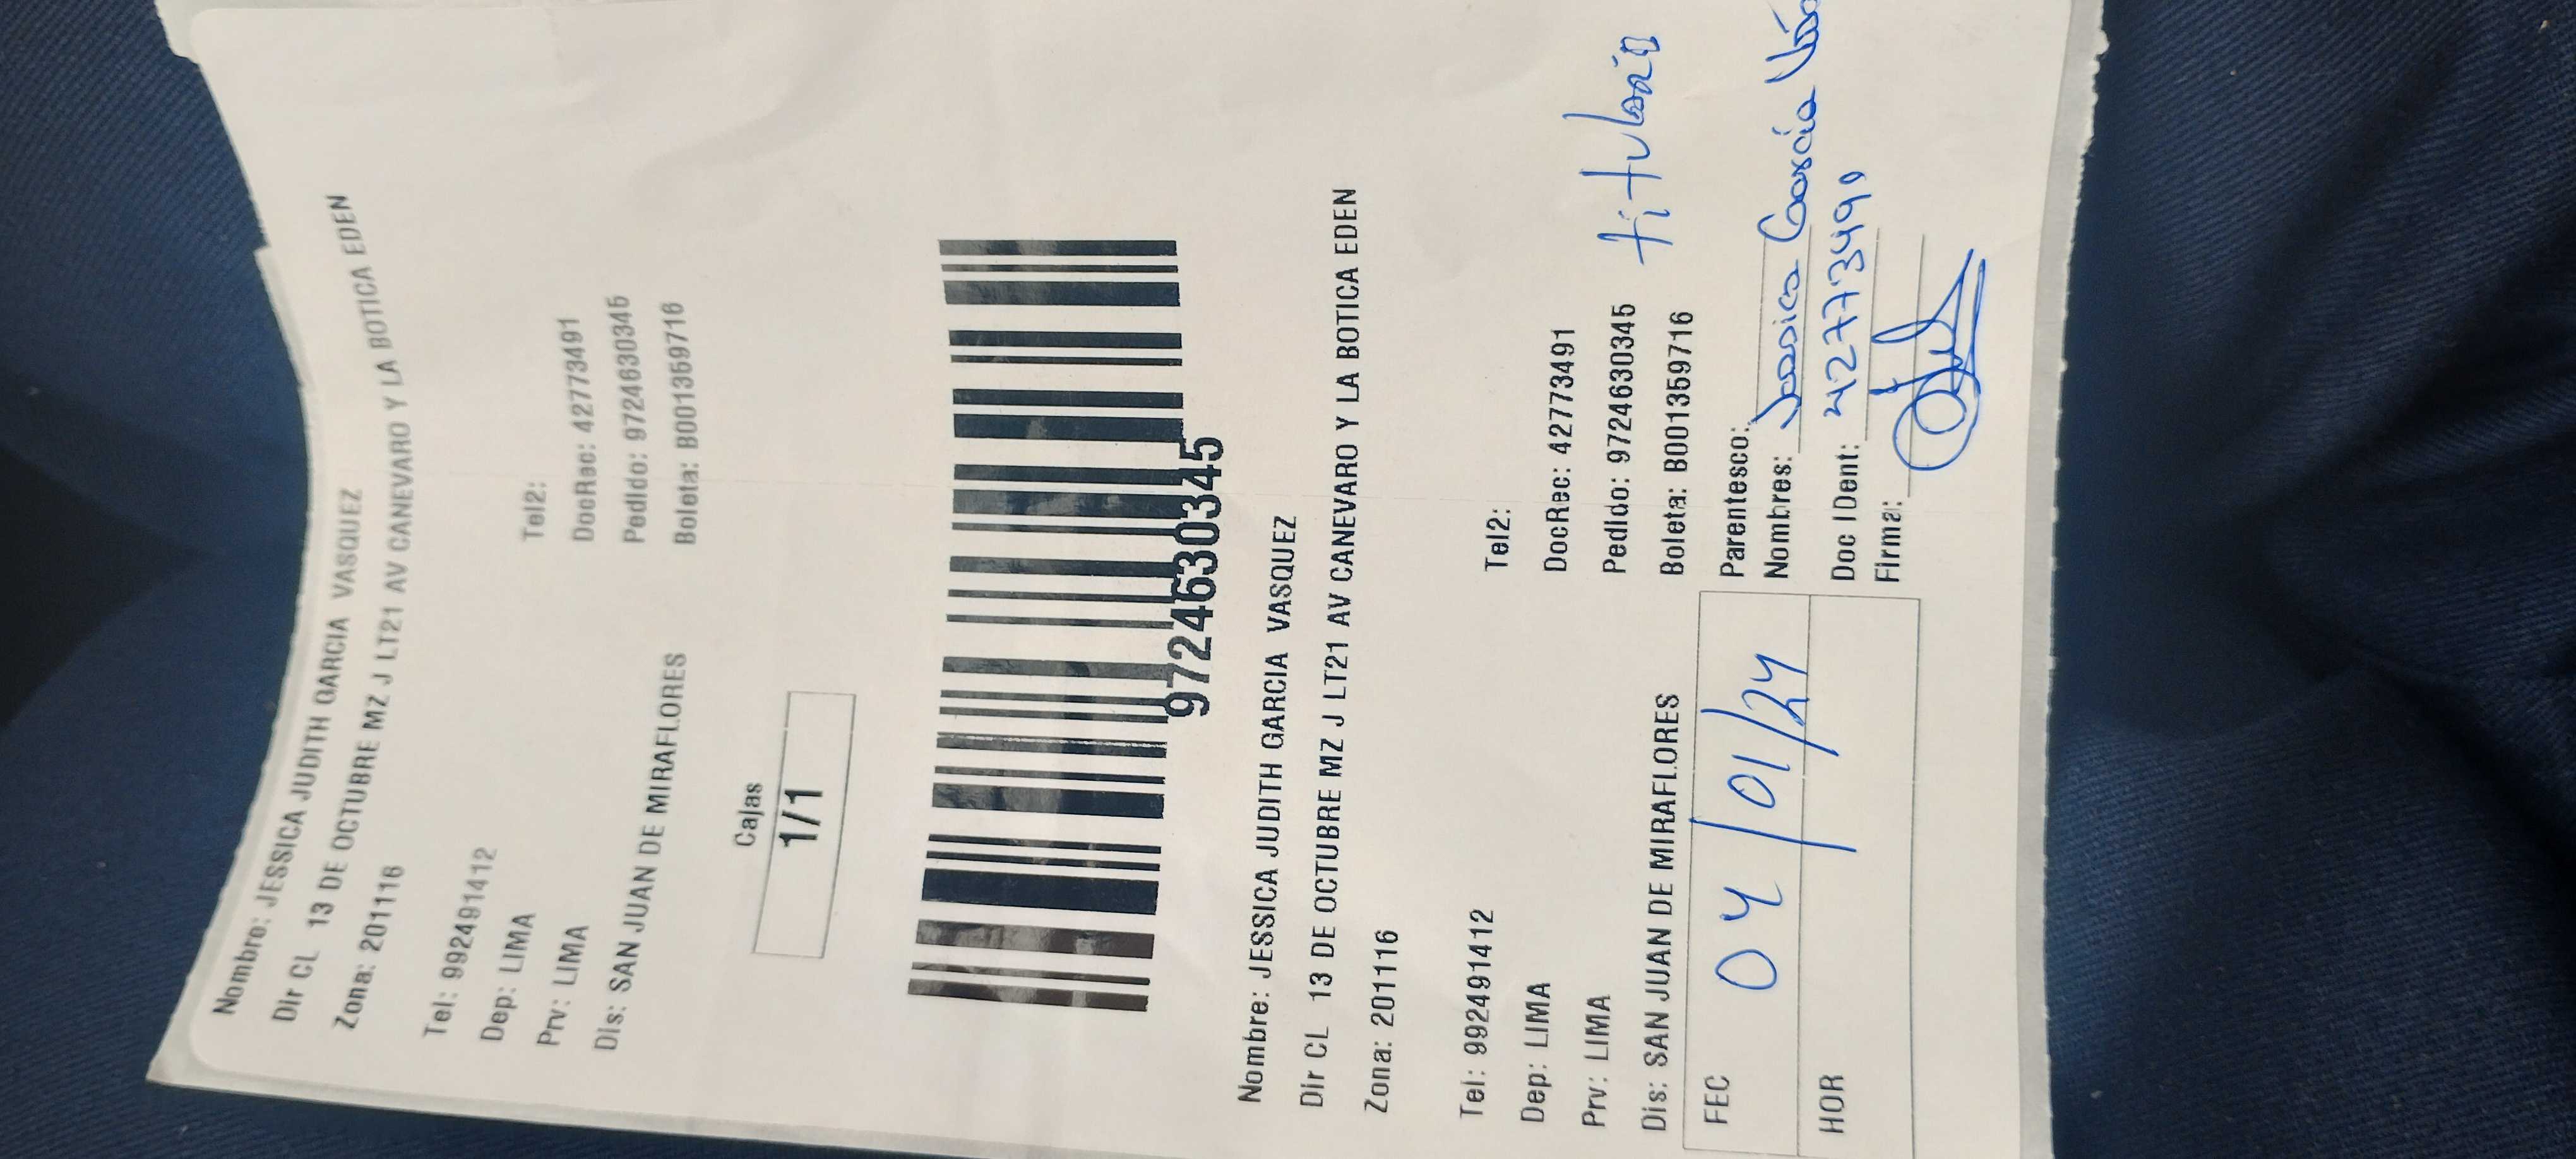 Nombre: JESSICA JUDITH GARCIA VASQUEZ
Dir CL 13 DE OCTUBRE MZ J LT21 AV CANEVARO Y LA BOTICA EDEN
Zona: 201116
Tel: 992491412
Tel2:
Dep: LIMA
DocRec: 42773491
Prv: LIMA
Pedido: 9724630345
Dis: SAN JUAN DE MIRAFLORES
Boleta: B001359716
Cajas
1/1
9724630345
Nombre: JESSICA JUDITH GARCIA VASQUEZ
Dir CL 13 DE OCTUBRE MZ J LT21 AV CANEVARO Y LA BOTICA EDEN
Zona: 201116
Tel: 992491412
Tel2:
Dep: LIMA
DocRec: 42773491
Prv: LIMA
Pedido: 9724630345
Dis: SAN JUAN DE MIRAFLORES
Boleta: B001359716
FEC 04/01/24
HOR
Parentesco: titular
Nombres: Jessica García
Doc IDent: 42773491
Firma: